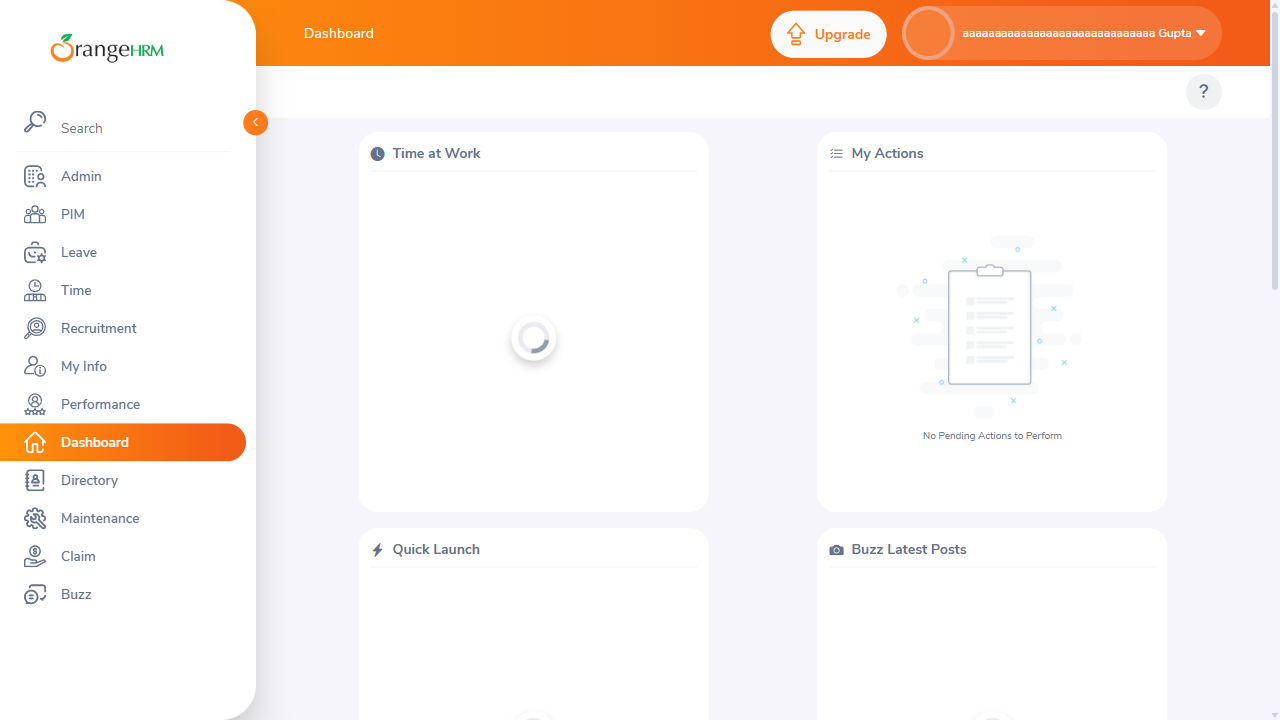 OrangeHRM
Dashboard
Upgrade
aaaaaaaaaaaaaaaaaaaaaaaaaaaaaa Gupta
?
Search
Admin
PIM
Leave
Time
Recruitment
My Info
Performance
Dashboard
Directory
Maintenance
Claim
Buzz
Time at Work
My Actions
No Pending Actions to Perform
Quick Launch
Buzz Latest Posts